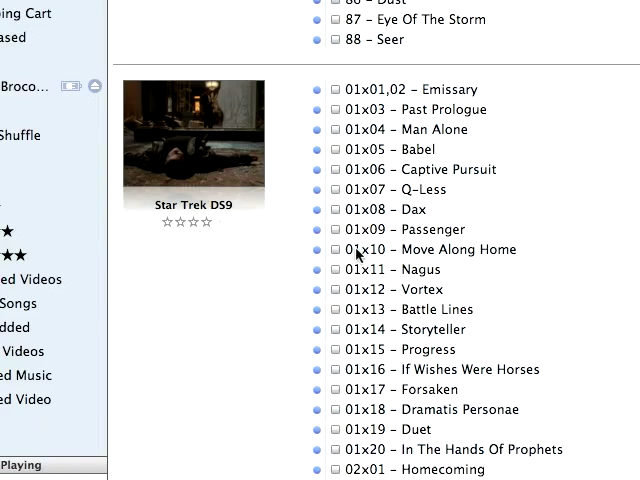 ping Cart
ased
Broco...
Shuffle
★
★★
ed Videos
Songs
dded
Videos
ed Music
ed Video
Playing
86 – Dust
87 – Eye Of The Storm
88 – Seer
Star Trek DS9
01x01,02 – Emissary
01x03 – Past Prologue
01x04 – Man Alone
01x05 – Babel
01x06 – Captive Pursuit
01x07 – Q-Less
01x08 – Dax
01x09 – Passenger
01x10 – Move Along Home
01x11 – Nagus
01x12 – Vortex
01x13 – Battle Lines
01x14 – Storyteller
01x15 – Progress
01x16 – If Wishes Were Horses
01x17 – Forsaken
01x18 – Dramatis Personae
01x19 – Duet
01x20 – In The Hands Of Prophets
02x01 – Homecoming